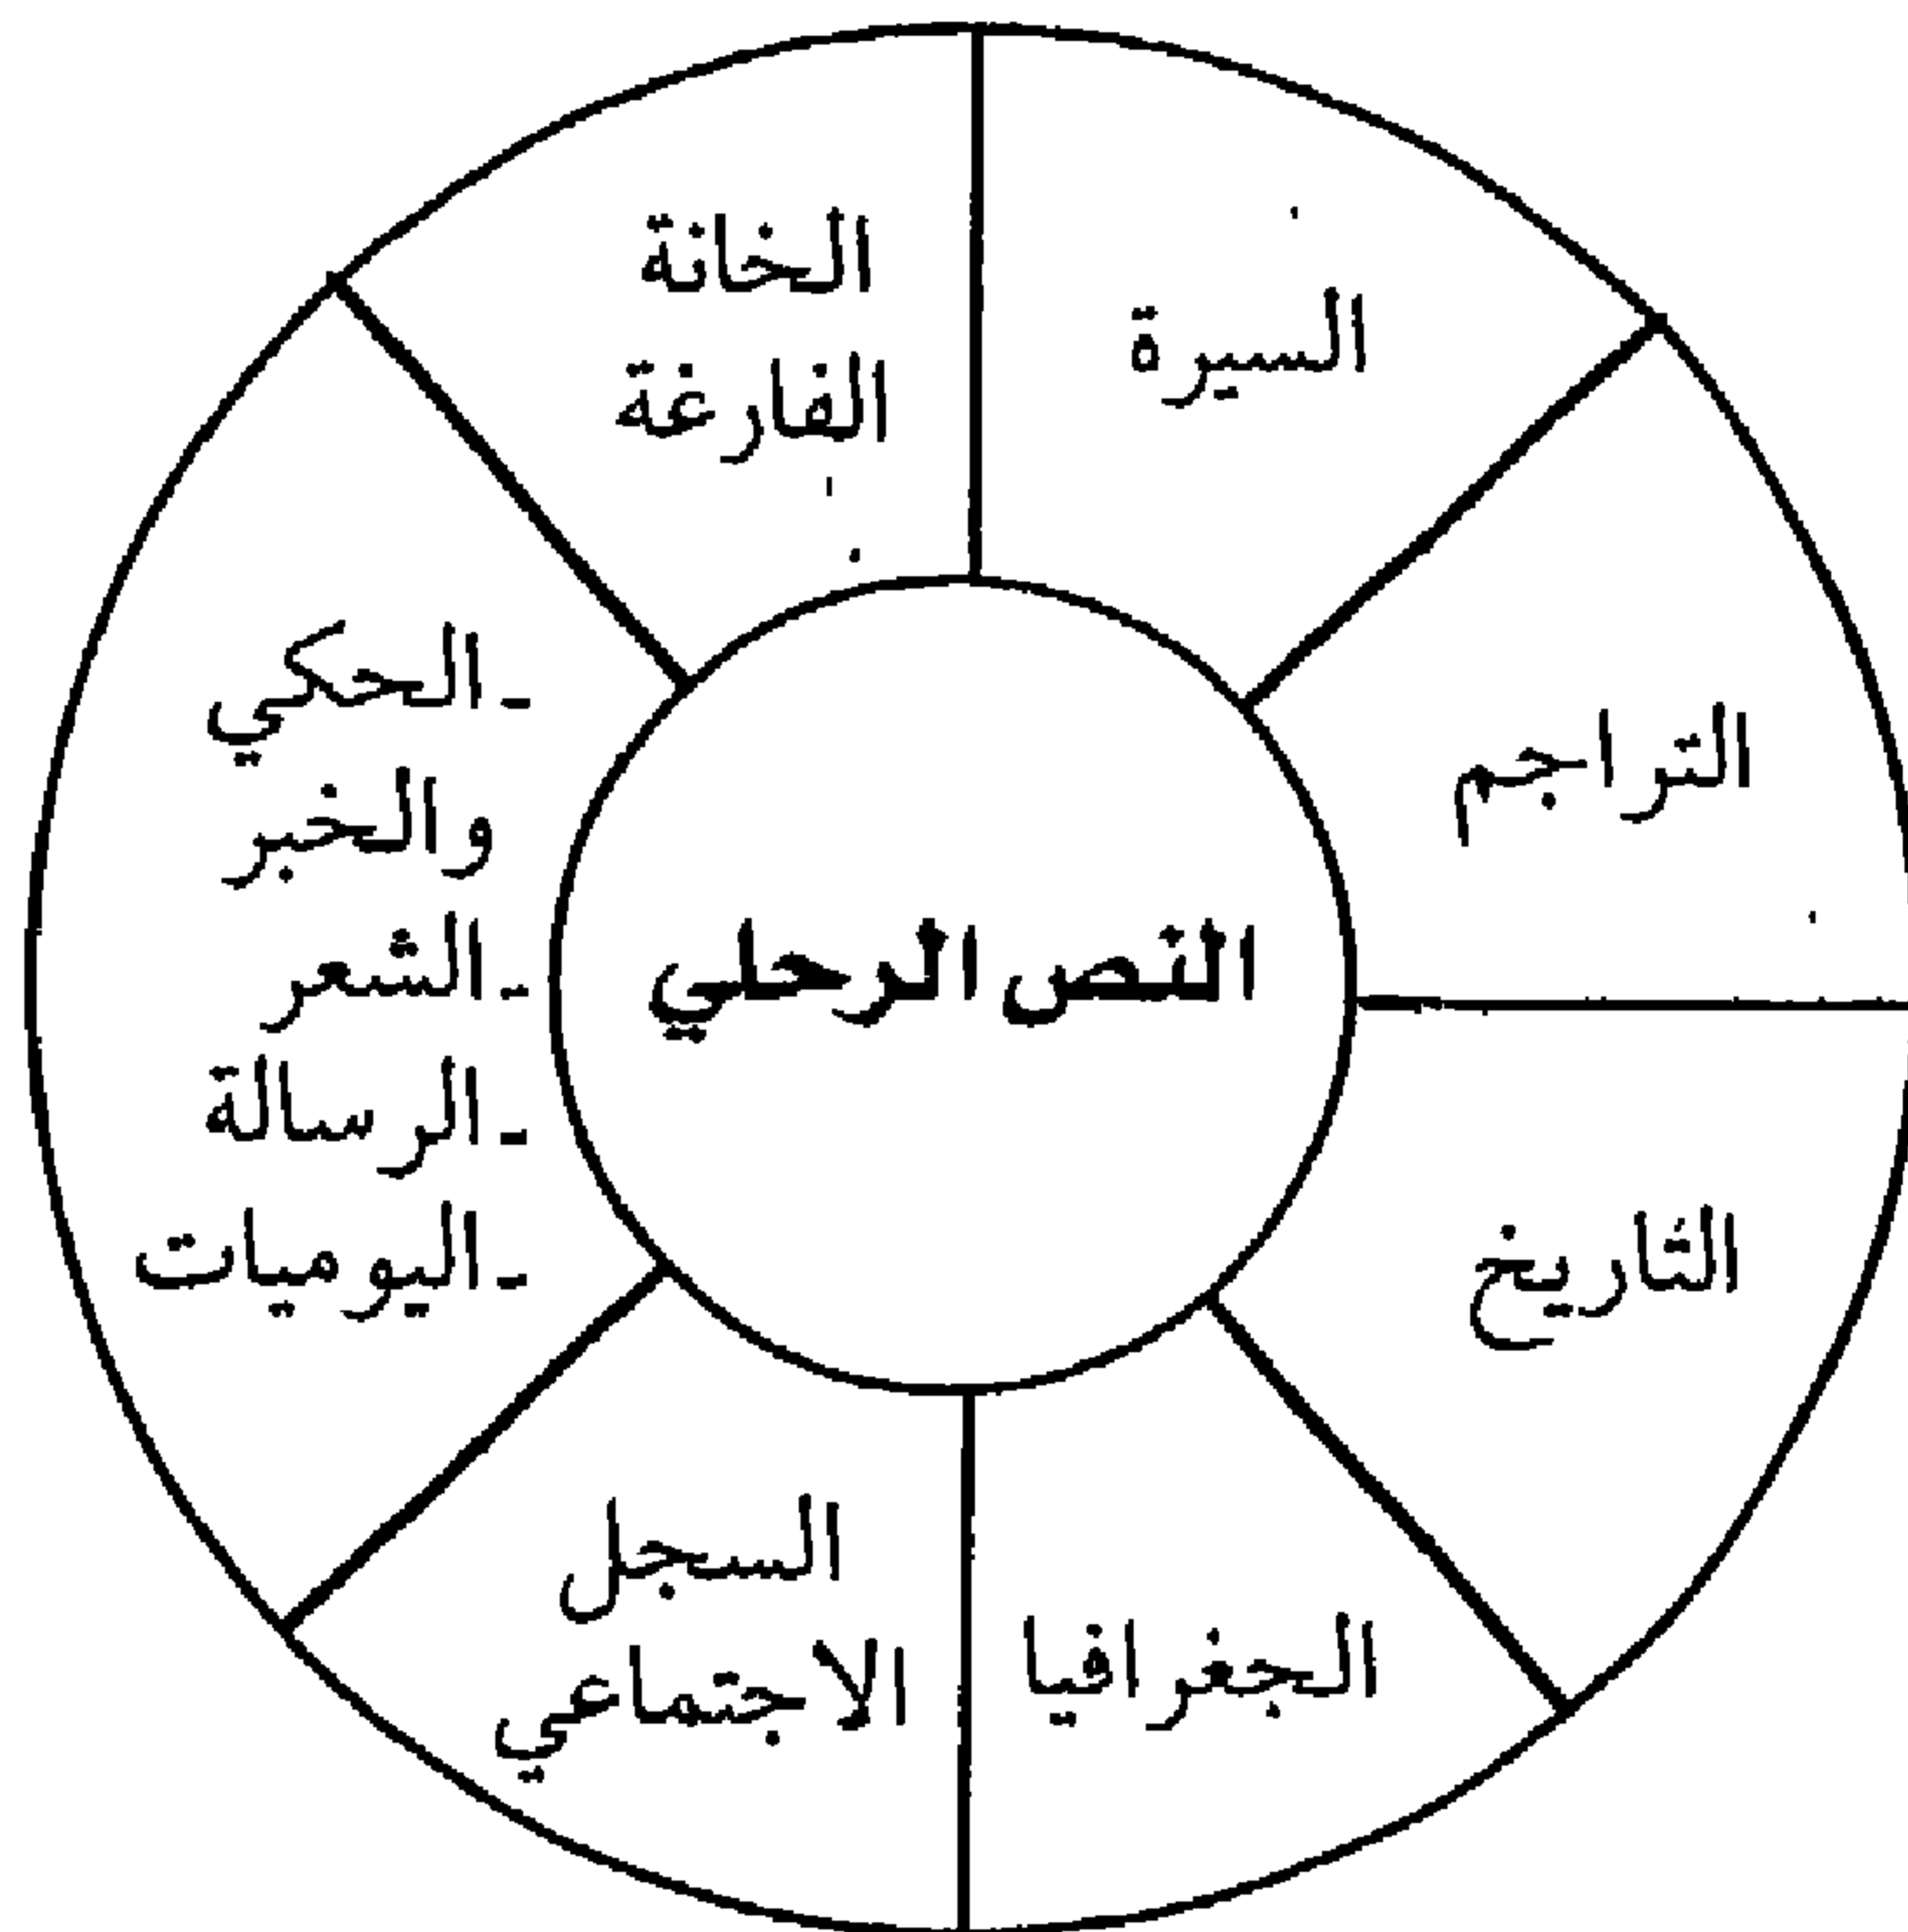 الخانة
الفارغة
السيرة
التراجم
التاريخ
الجغرافيا
السجل
الاجتماعي
ـ الحكي
والخبر
ـ الشعر
ـ الرسالة
ـ اليوميات
النص الرحلي